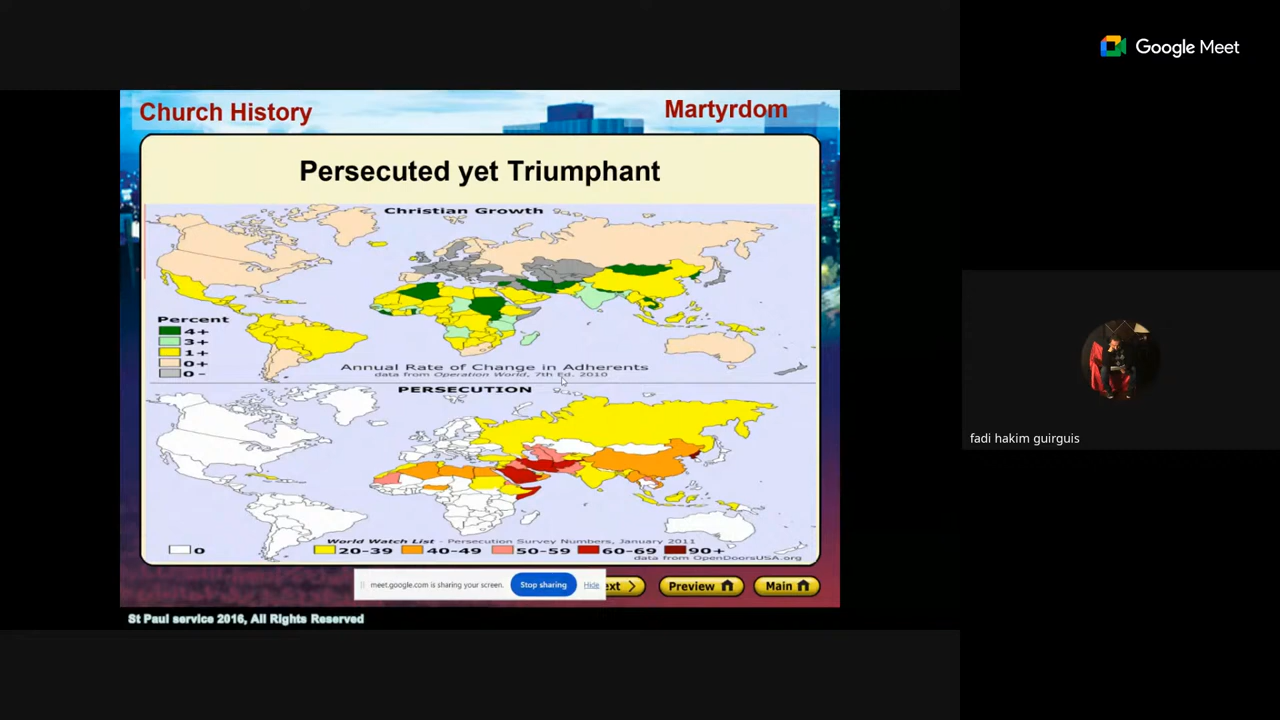 Google Meet
Church History
Martyrdom
Persecuted yet Triumphant
Christian Growth
Percent
4+
3+
1+
0+
0-
Annual Rate of Change in Adherents
data from Operation World, 7th Ed. 2010
PERSECUTION
World Watch List - Persecution Survey Numbers, January 2011
0 20-39 40-49 50-59 60-69 90+
data from OpenDoorsUSA.org
meet.google.com is sharing your screen. Stop sharing Hide
ext Preview Main
St Paul service 2016, All Rights Reserved
fadi hakim guirguis